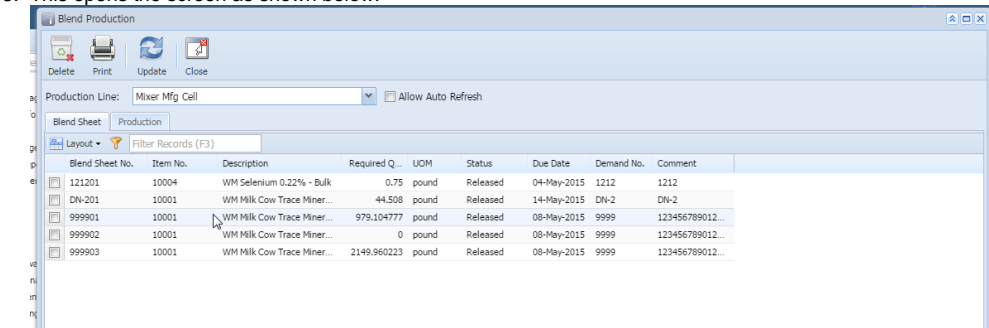 Blend Production
Delete Print Update Close
Production Line: Mixer Mfg Cell Allow Auto Refresh
Blend Sheet Production
Layout Filter Records (F3)
Blend Sheet No. Item No. Description Required Q... UOM Status Due Date Demand No. Comment
121201 10004 WM Selenium 0.22% - Bulk 0.75 pound Released 04-May-2015 1212 1212
DN-201 10001 WM Milk Cow Trace Miner... 44.508 pound Released 14-May-2015 DN-2 DN-2
999901 10001 WM Milk Cow Trace Miner... 979.104777 pound Released 08-May-2015 9999 123456789012...
999902 10001 WM Milk Cow Trace Miner... 0 pound Released 08-May-2015 9999 123456789012...
999903 10001 WM Milk Cow Trace Miner... 2149.960223 pound Released 08-May-2015 9999 123456789012...